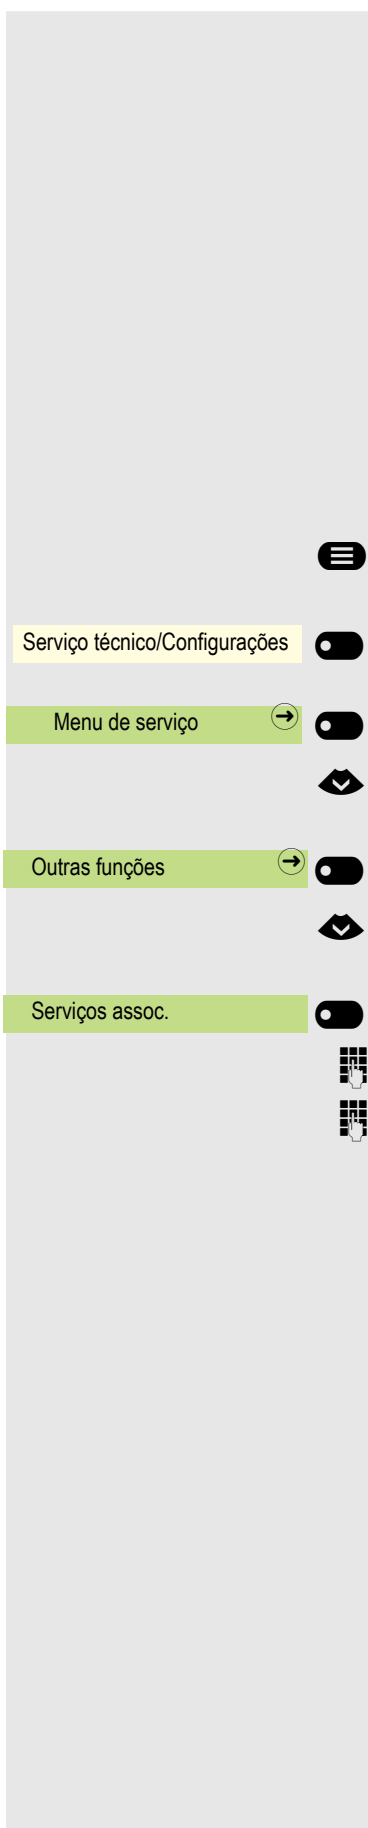 Serviço técnico/Configurações
Menu de serviço
Outras funções
Serviços assoc.